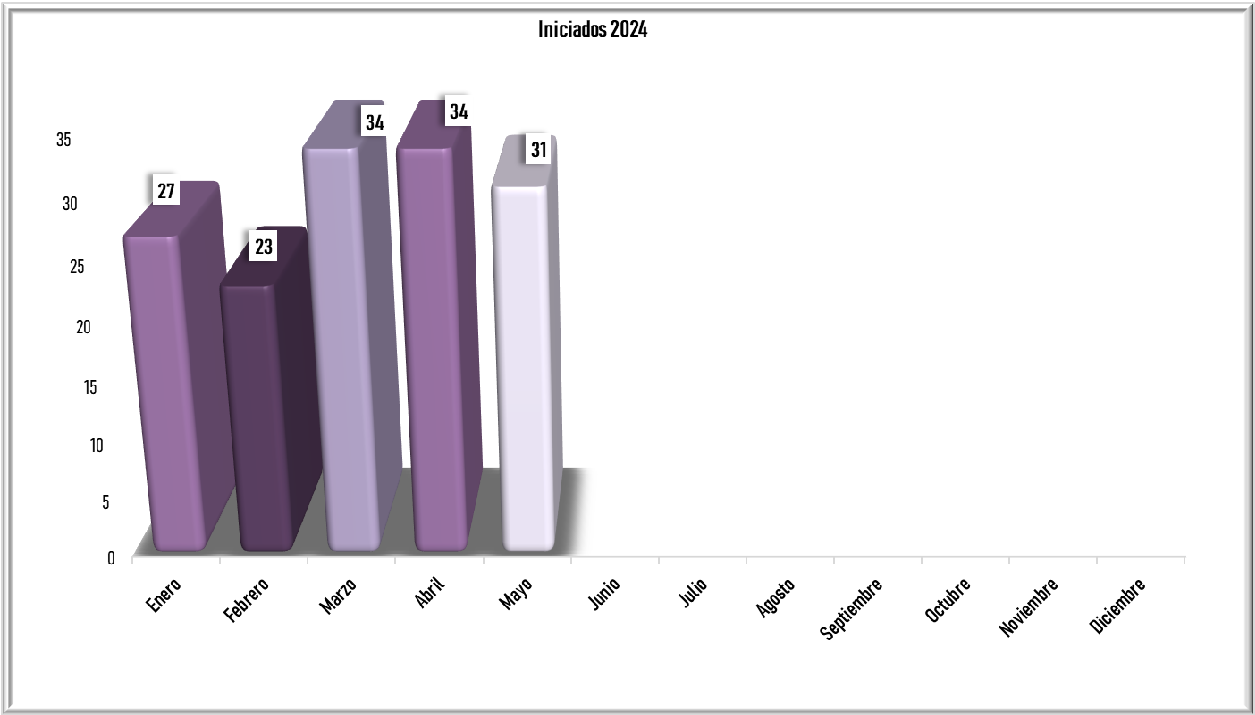 Iniciados 2024
35
30
25
20
15
10
5
0
27
23
34
34
31
Enero
Febrero
Marzo
Abril
Mayo
Junio
Julio
Agosto
Septiembre
Octubre
Noviembre
Diciembre